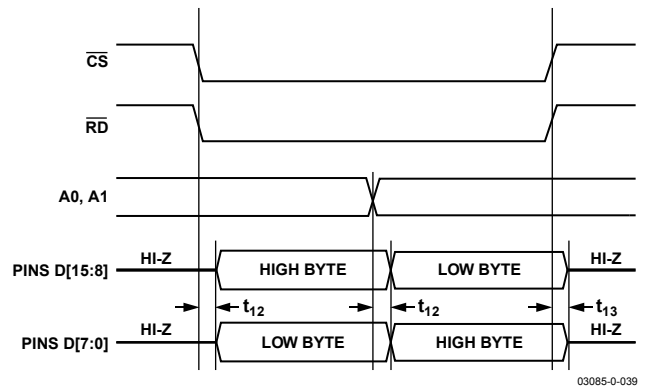 CS
RD
A0, A1
HI-Z
HI-Z
PINS D[15:8]
HIGH BYTE
LOW BYTE
t12
t12
t13
HI-Z
HI-Z
PINS D[7:0]
LOW BYTE
HIGH BYTE
03085-0-039